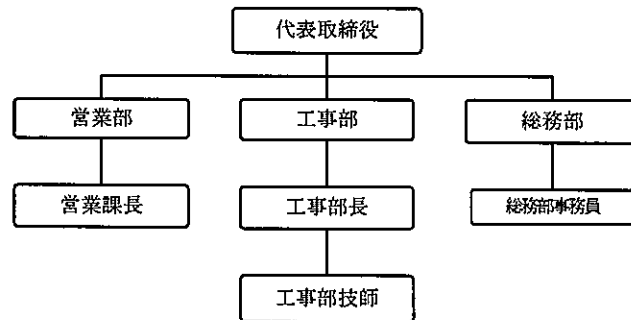 代表取締役
営業部
工事部
総務部
営業課長
工事部長
総務部事務員
工事部技師